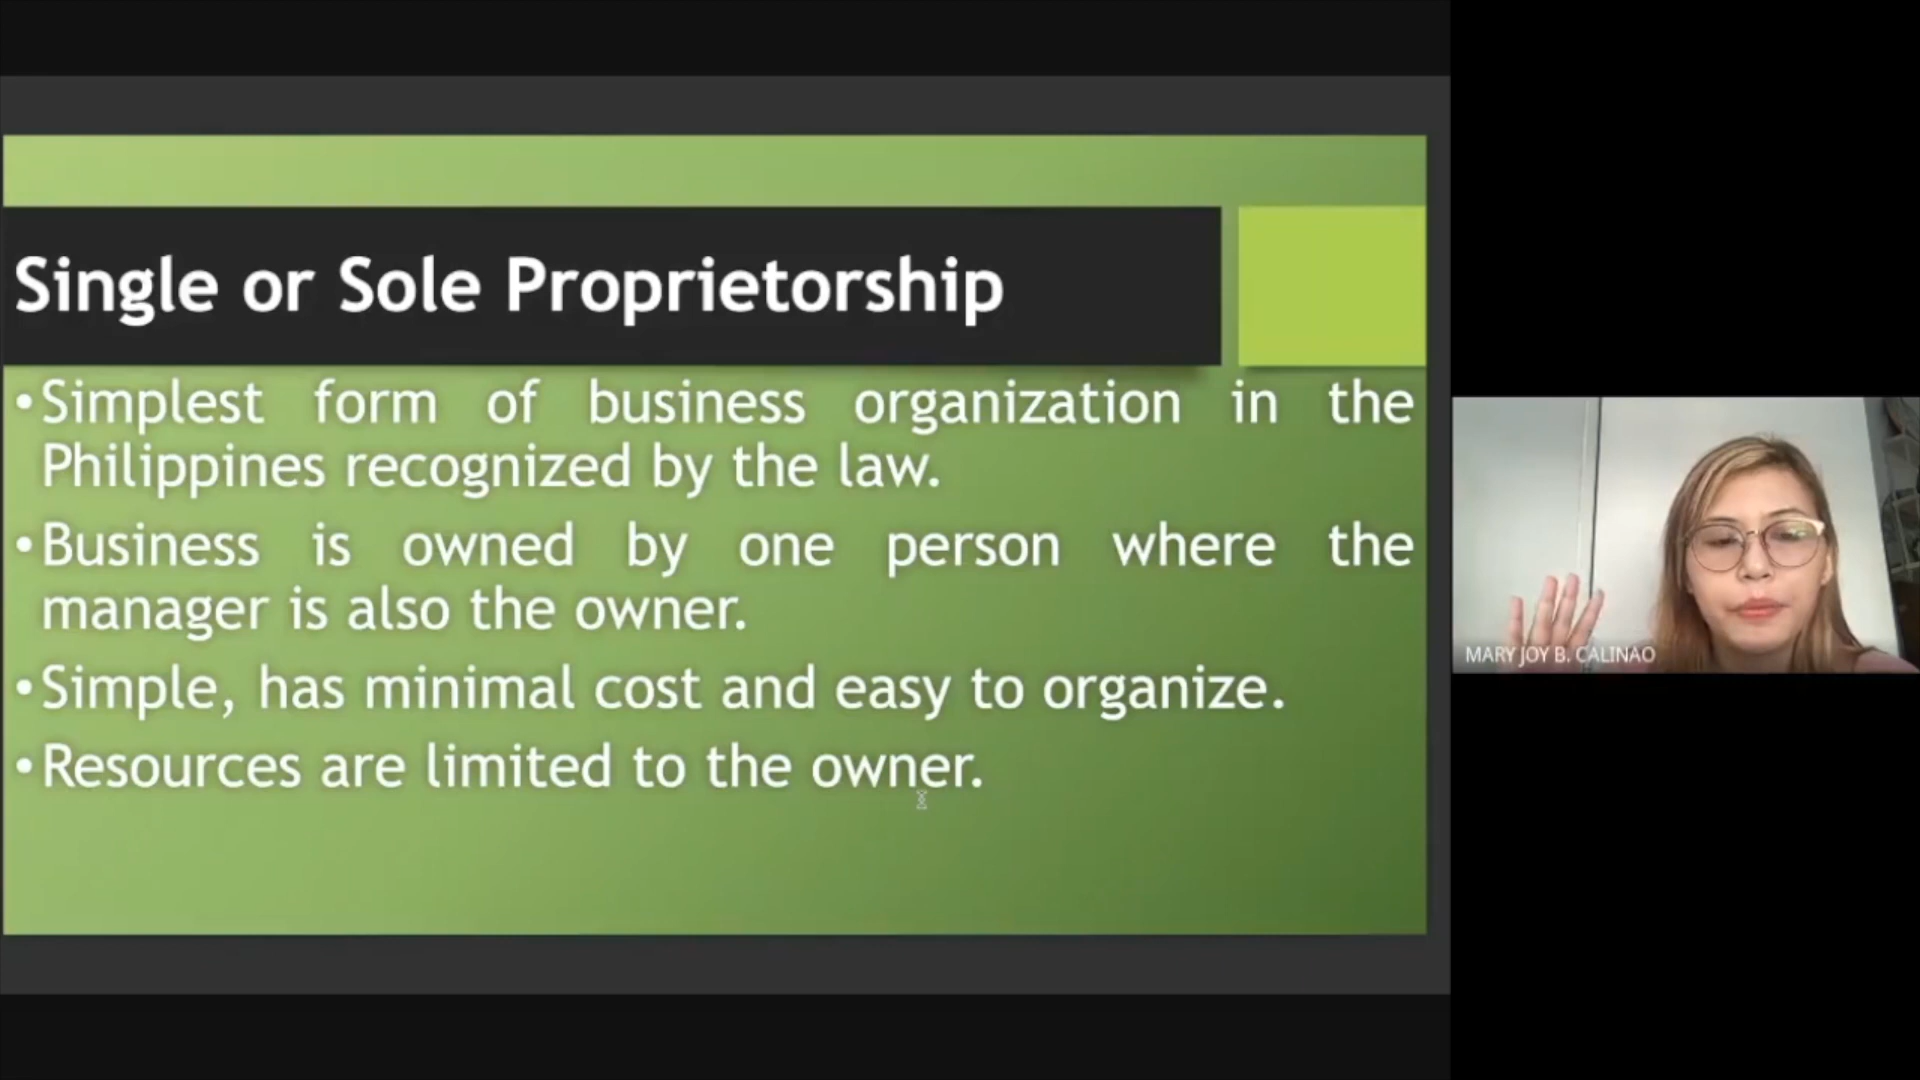 Single or Sole Proprietorship
•Simplest form of business organization in the
Philippines recognized by the law.
•Business is owned by one person where the
manager is also the owner.
•Simple, has minimal cost and easy to organize.
•Resources are limited to the owner.
MARY JOY B. CALINAO